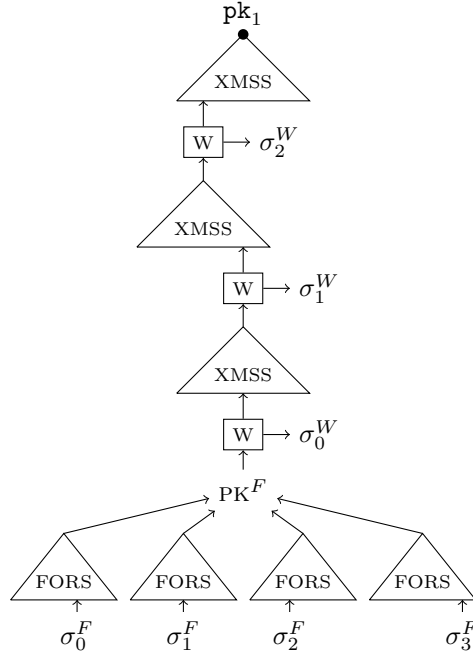 pk₁
XMSS
W σ₂ᵂ
XMSS
W σ₁ᵂ
XMSS
W σ₀ᵂ
PKᶠ
FORS FORS FORS FORS
σ₀ᶠ σ₁ᶠ σ₂ᶠ σ₃ᶠ